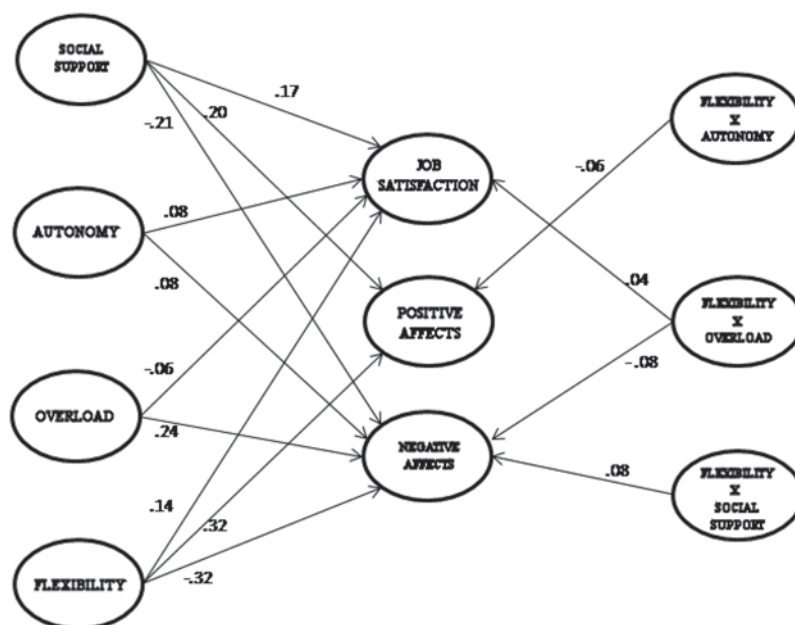 SOCIAL
SUPPORT
.17
.20
-.21
FLEXIBILITY
X
AUTONOMY
JOB
SATISFACTION
-.06
AUTONOMY
.08
.08
.04
POSITIVE
AFFECTS
FLEXIBILITY
X
OVERLOAD
-.06
-.08
OVERLOAD
.24
NEGATIVE
AFFECTS
.08
FLEXIBILITY
X
SOCIAL
SUPPORT
.14
.32
-.32
FLEXIBILITY